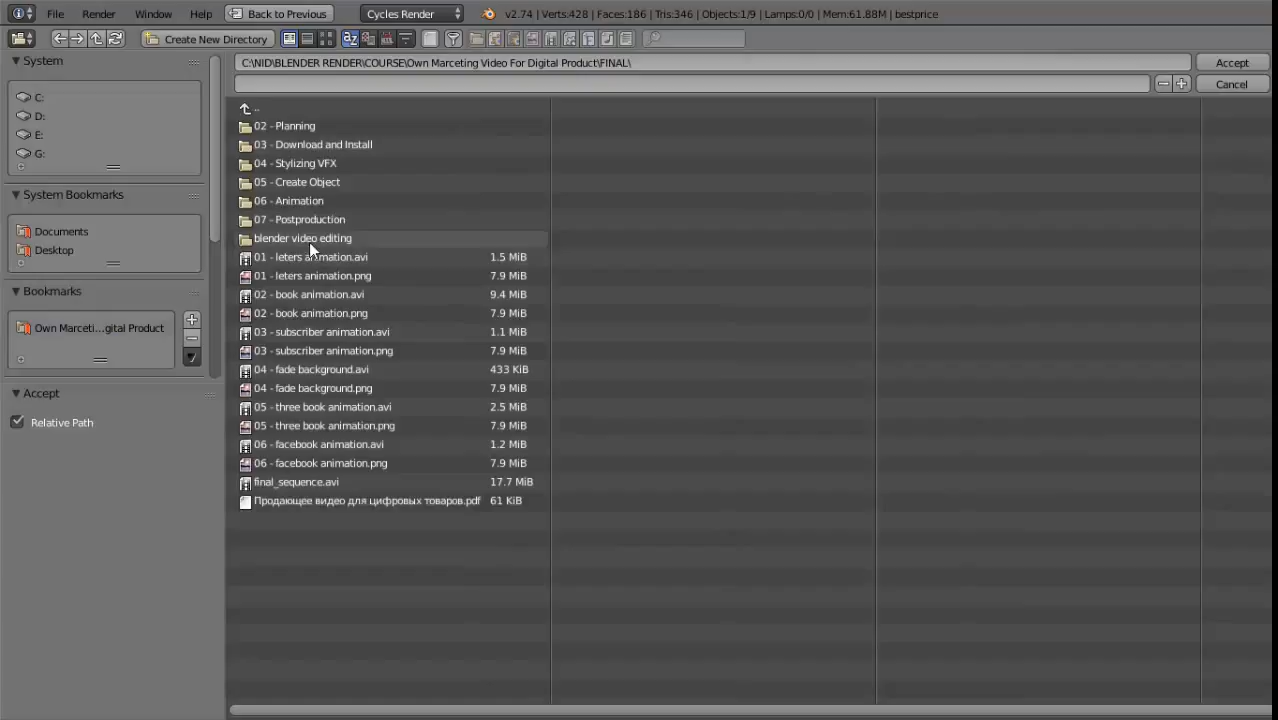 File Render Window Help Back to Previous Cycles Render v2.74 | Verts:428 | Faces:186 | Tris:346 | Objects:1/9 | Lamps:0/0 | Mem:61.88M | bestprice
Create New Directory
System
C:\NID\BLENDER RENDER\COURSE\Own Marceting Video For Digital Product\FINAL\ Accept
Cancel
C:
D:
E:
G:
System Bookmarks
Documents
Desktop
Bookmarks
Own Marceti...gital Product
Accept
Relative Path
..
02 - Planning
03 - Download and Install
04 - Stylizing VFX
05 - Create Object
06 - Animation
07 - Postproduction
blender video editing
01 - leters animation.avi 1.5 MiB
01 - leters animation.png 7.9 MiB
02 - book animation.avi 9.4 MiB
02 - book animation.png 7.9 MiB
03 - subscriber animation.avi 1.1 MiB
03 - subscriber animation.png 7.9 MiB
04 - fade background.avi 433 KiB
04 - fade background.png 7.9 MiB
05 - three book animation.avi 2.5 MiB
05 - three book animation.png 7.9 MiB
06 - facebook animation.avi 1.2 MiB
06 - facebook animation.png 7.9 MiB
final_sequence.avi 17.7 MiB
Продающее видео для цифровых товаров.pdf 61 KiB